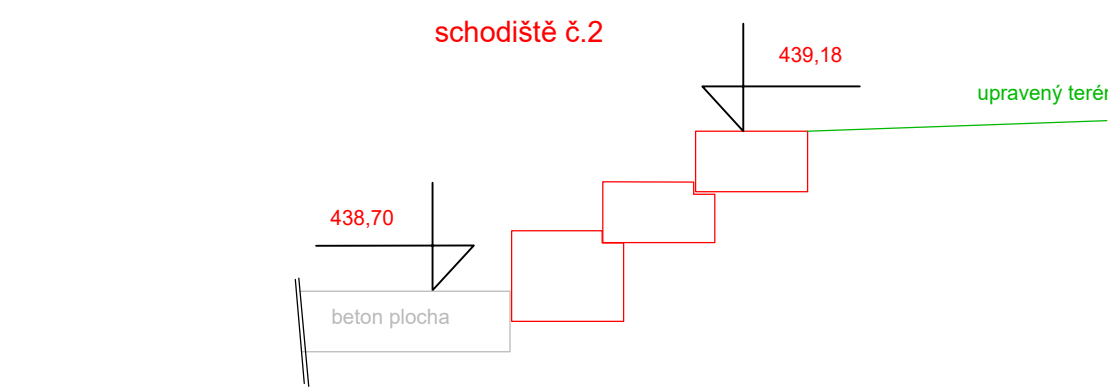 schodiště č.2
439,18
upravený terén
438,70
beton plocha